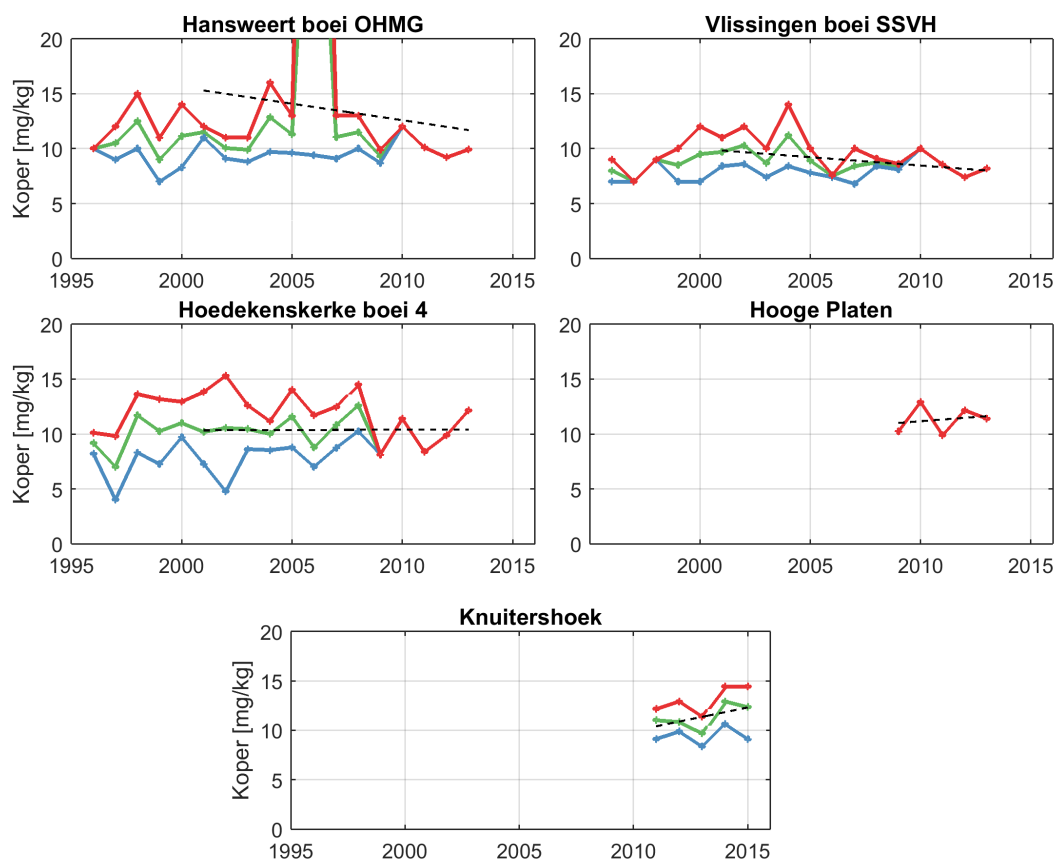 Hansweert boei OHMG
Vlissingen boei SSVH
Koper [mg/kg]
20
15
10
5
0
1995 2000 2005 2010 2015
20
15
10
5
0
2000 2005 2010 2015
Hoedekenskerke boei 4
Hooge Platen
Koper [mg/kg]
20
15
10
5
0
1995 2000 2005 2010 2015
20
15
10
5
0
2000 2005 2010 2015
Knuitershoek
Koper [mg/kg]
20
15
10
5
0
1995 2000 2005 2010 2015